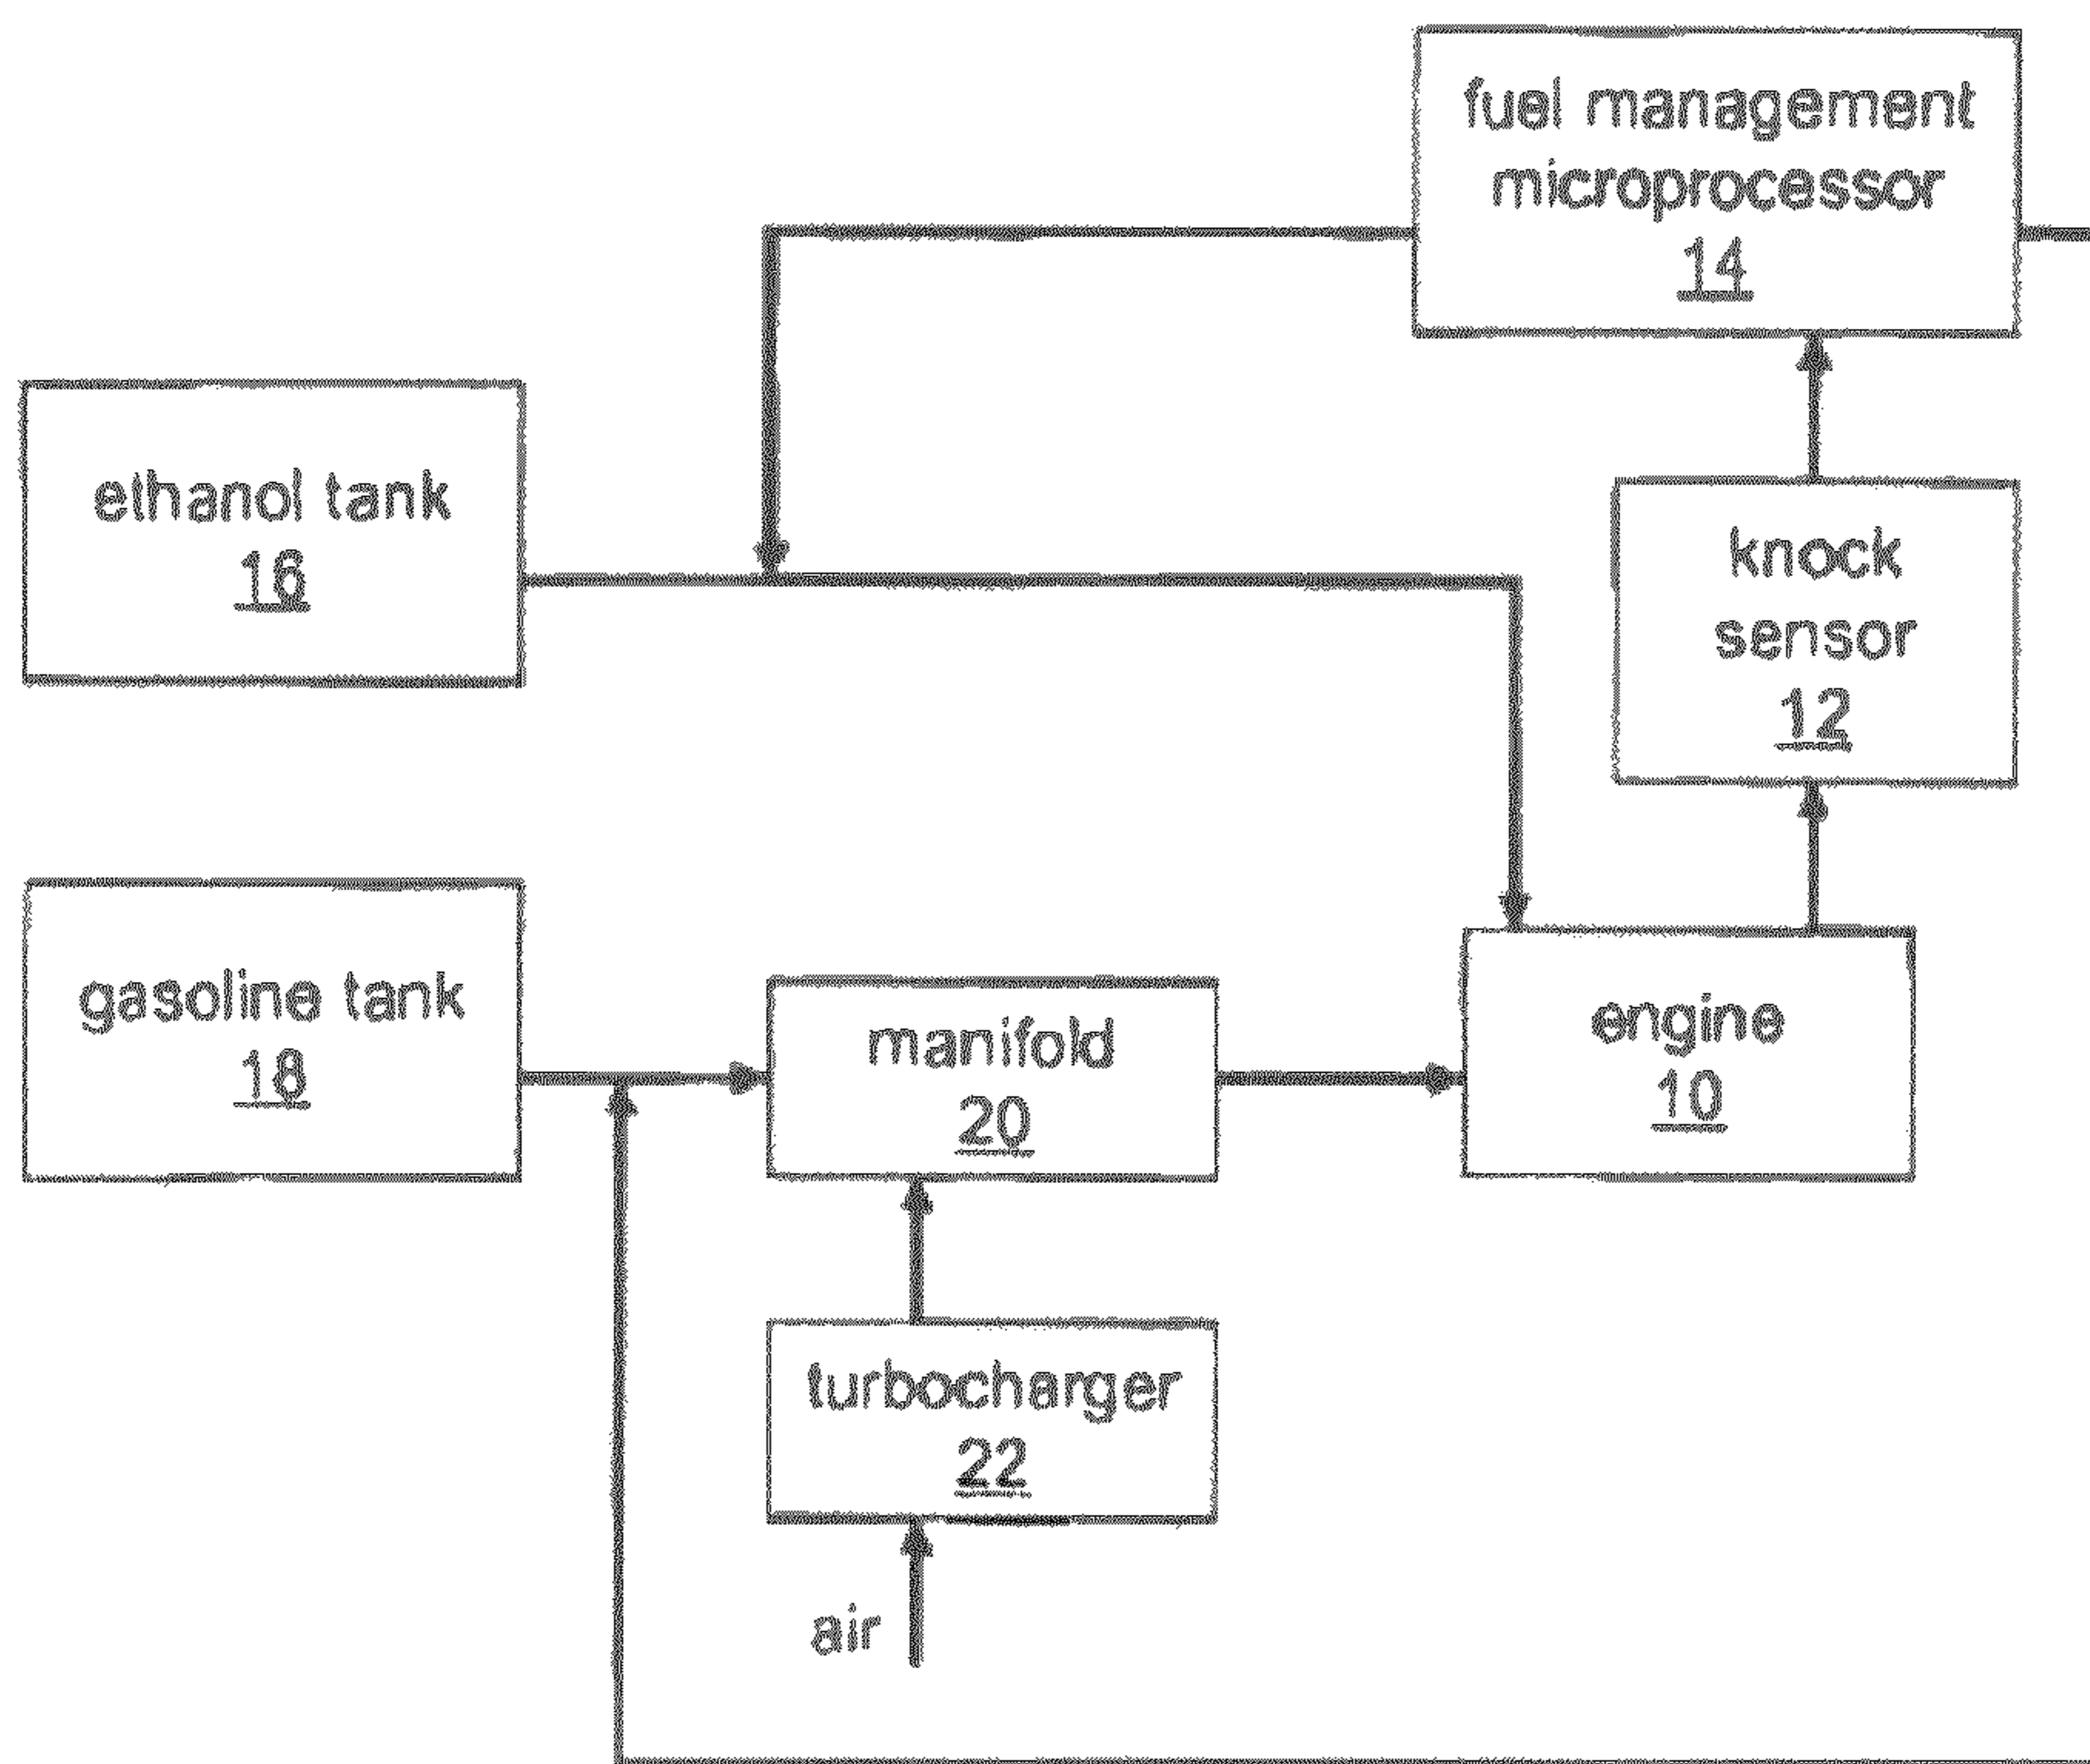 fuel management
microprocessor
14
ethanol tank
16
knock
sensor
12
gasoline tank
18
manifold
20
engine
10
turbocharger
22
air